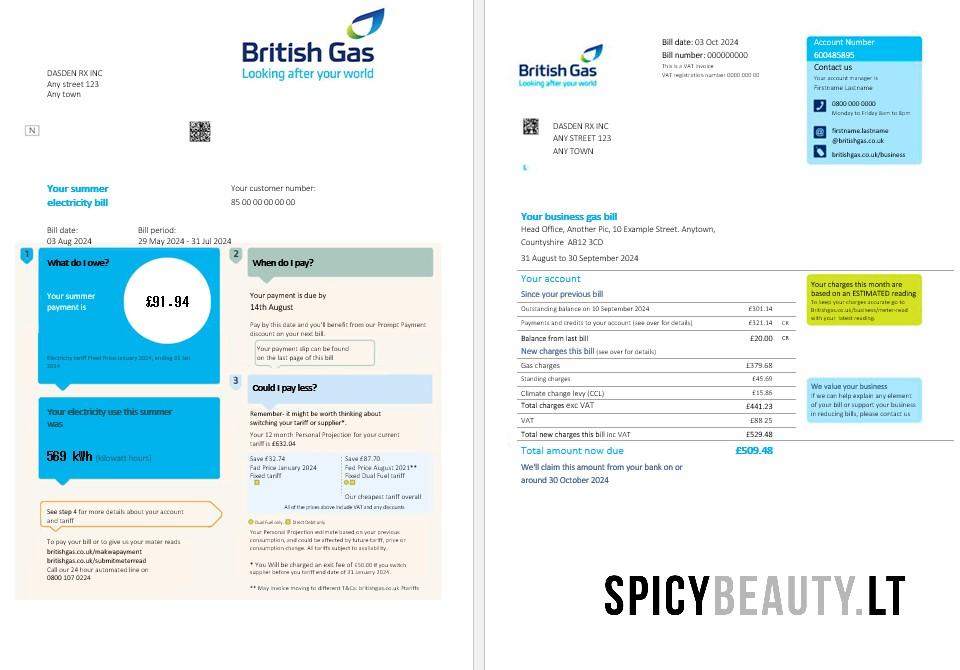 British Gas
Looking after your world
DASDEN RX INC
Any street 123
Any town
N
Your summer
electricity bill
Your customer number:
85 00 00 00 00 00
Bill date:
03 Aug 2024
Bill period:
29 May 2024 - 31 Jul 2024
1
What do I owe?
Your summer
payment is
£91.94
Electricity tariff Fixed Price January 2024, ending 31 Jan
2024
Your electricity use this summer
was
569 kWh (kilowatt hours)
See step 4 for more details about your account
and tariff
To pay your bill or to give us your mater reads
britishgas.co.uk/makwapayment
britishgas.co.uk/submitmeterread
Call our 24 hour automated line on
0800 107 0224
2
When do I pay?
Your payment is due by
14th August
Pay by this date and you'll benefit from our Prompt Payment
discount on your next bill.
Your payment slip can be found
on the last page of this bill
3
Could I pay less?
Remember- it might be worth thinking about
switching your tariff or supplier*.
Your 12 month Personal Projection for your current
tariff is £632.04
Save £32.74
Fad Price January 2024
Fixed tariff
Save £87.70
Fed Price August 2021**
Fixed Dual Fuel tariff
Our cheapest tariff overall
All of the prices above include VAT and any discounts
Dual Fuel only, Direct Debit only
Your Personal Projection estimate based on your previous
consumption, and could be affected by future tariff, price or
consumption change. All tariffs subject to availability.
* You Will be charged an exit fee of £50.00 if you switch
supplier before you tariff end date of 31 January 2024.
** May invoice moving to different T&Cs: britishgas.co.uk Ptariffs
British Gas
Looking after your world
Bill date: 03 Oct 2024
Bill number: 000000000
This is a VAT invoice
VAT registration number 0000 000 00
Account Number
600485895
Contact us
Your account manager is
Firstname Lastname
0800 000 0000
Monday to Friday 8am to 8pm
firstname.lastname
@britishgas.co.uk
britishgax.co.uk/business
DASDEN RX INC
ANY STREET 123
ANY TOWN
Your business gas bill
Head Office, Another Pic, 10 Example Street. Anytown,
Countyshire AB12 3CD
31 August to 30 September 2024
Your account
Since your previous bill
Outstanding balance on 10 September 2024 £301.14
Payments and credits to your account (see over for details) £321.14 CR
Balance from last bill £20.00 CR
New charges this bill (see over for details)
Gas charges £379.68
Standing charges £45.69
Climate change levy (CCL) £15.86
Total charges exc VAT £441.23
VAT £88 25
Total new charges this bill inc VAT £529.48
Total amount now due £509.48
We'll claim this amount from your bank on or
around 30 October 2024
Your charges this month are
based on an ESTIMATED reading
To keep your charges accurate go to
Britishgas.co.uk/business/meter-read
with your latest reading.
We value your business
If we can help explain any element
of your bill or support your business
in reducing bills, please contact us
SPICYBEAUTY.LT